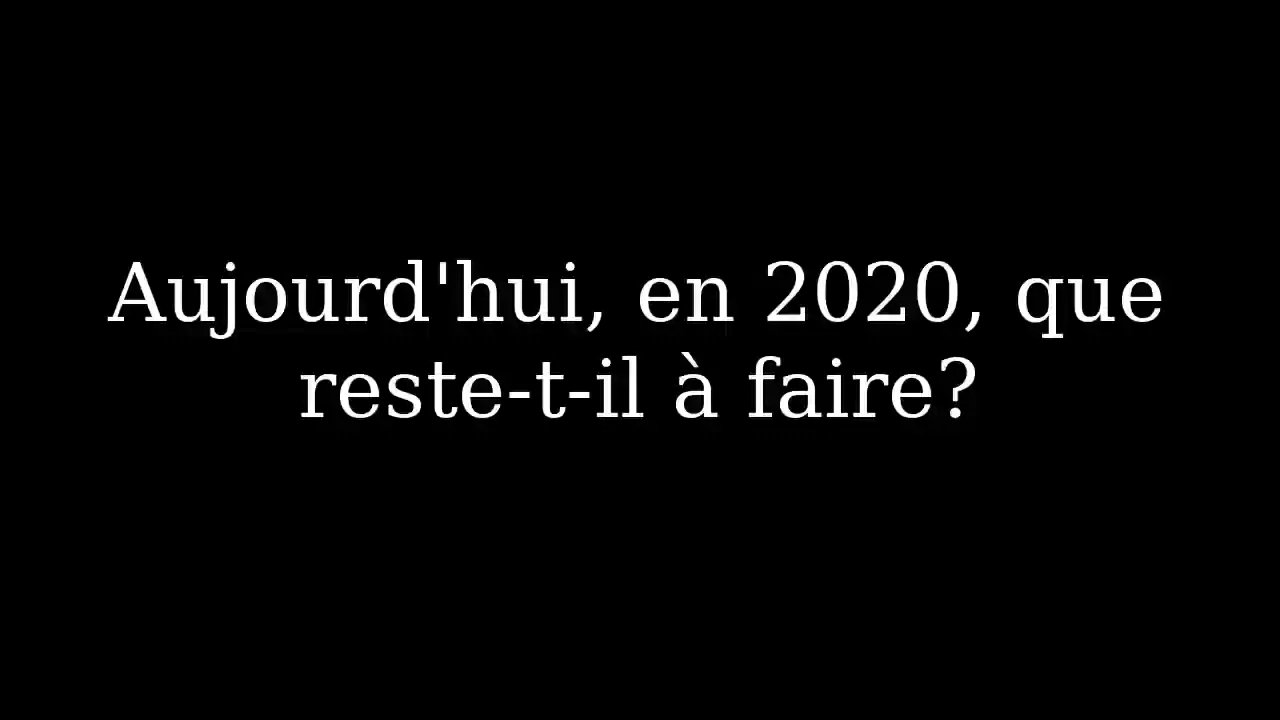 Aujourd'hui, en 2020, que
reste-t-il à faire?